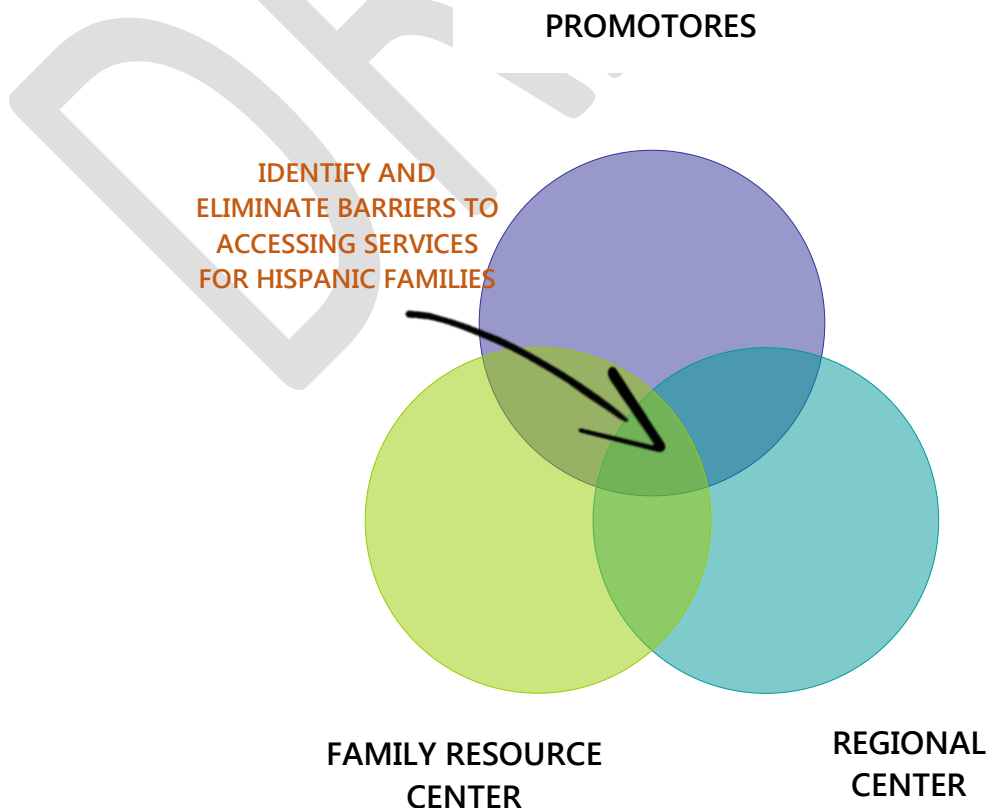 PROMOTORES
IDENTIFY AND
ELIMINATE BARRIERS TO
ACCESSING SERVICES
FOR HISPANIC FAMILIES
FAMILY RESOURCE
CENTER
REGIONAL
CENTER